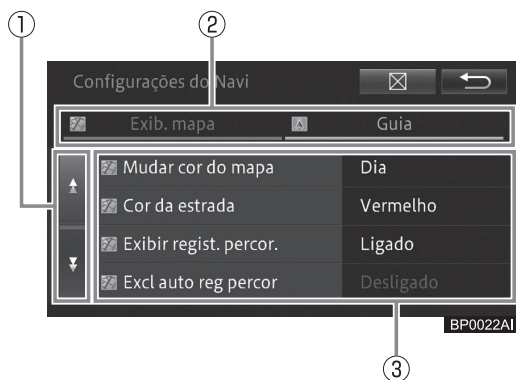 ① ②
Configurações do Navi
Exib. mapa Guia
Mudar cor do mapa Dia
Cor da estrada Vermelho
Exibir regist. percor. Ligado
Excl auto reg percor Desligado
BP0022AI
③